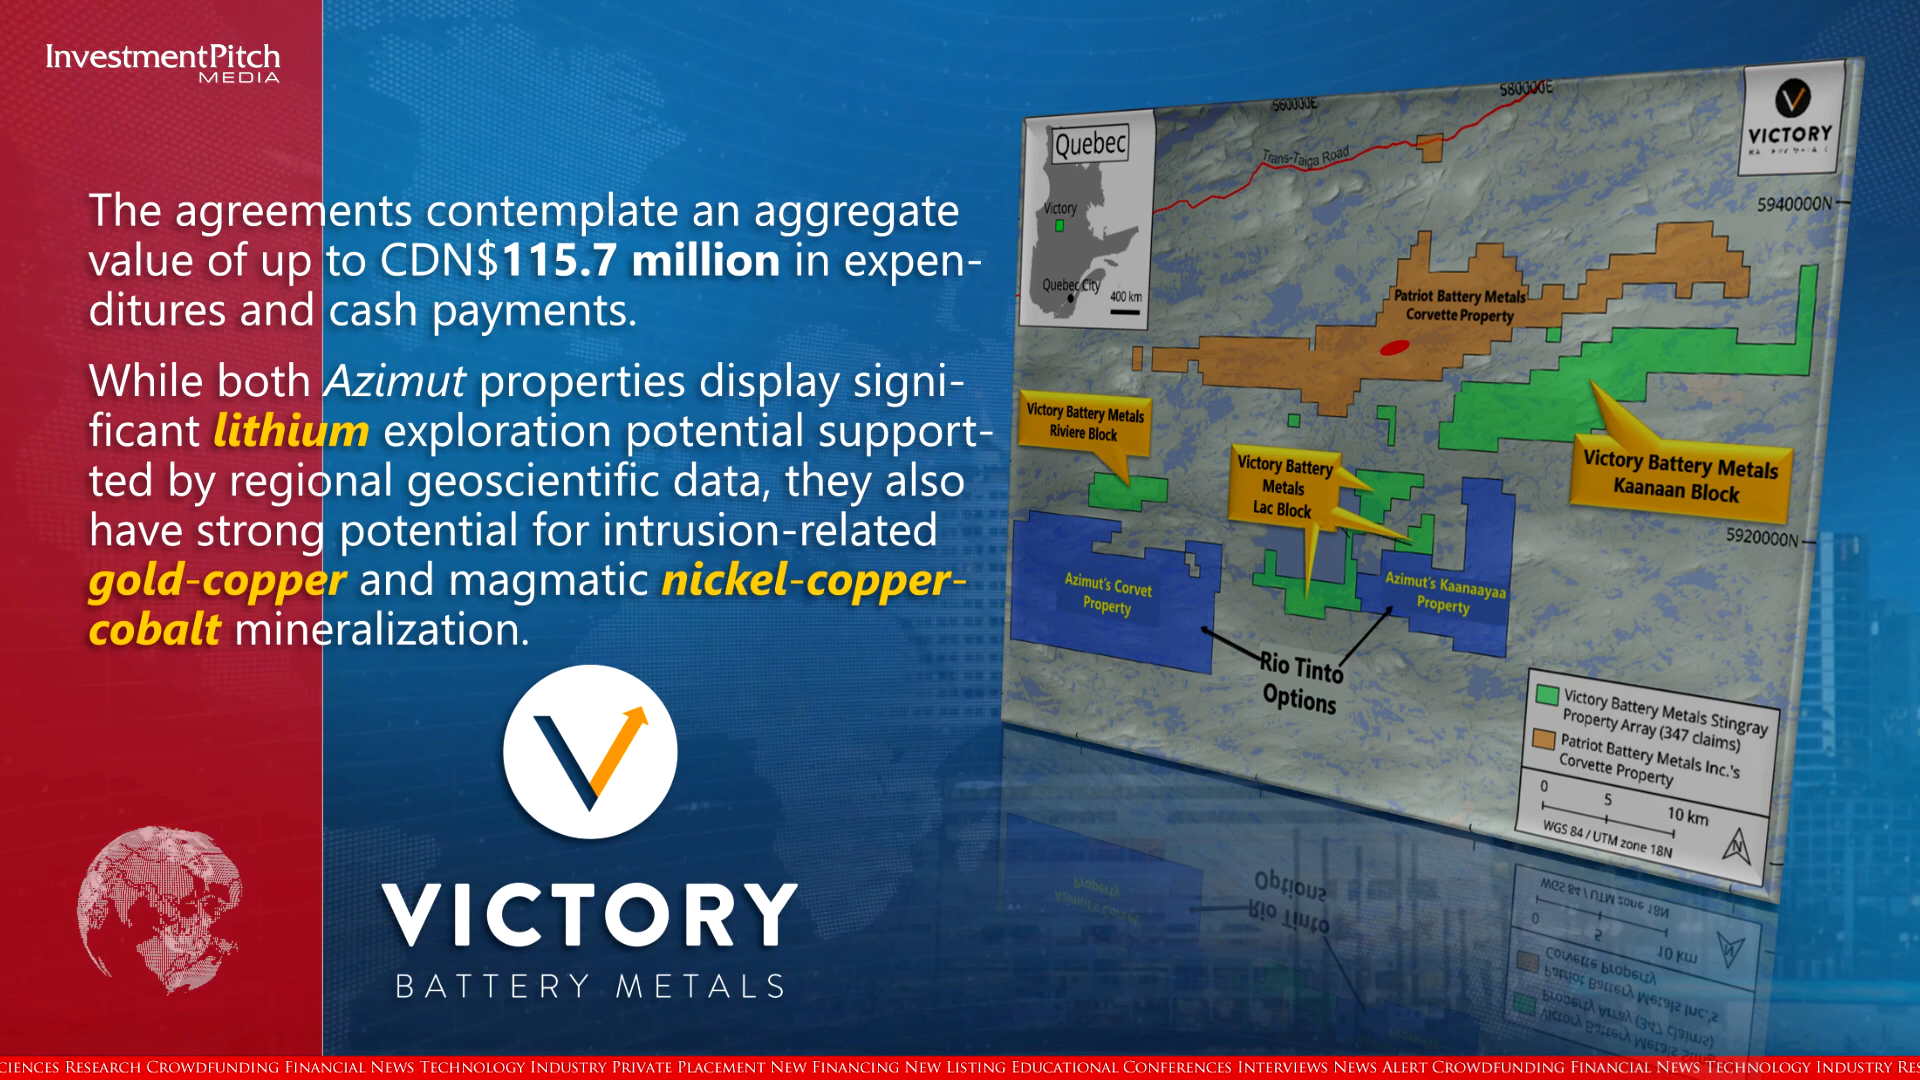 InvestmentPitch
MEDIA
The agreements contemplate an aggregate
value of up to CDN$115.7 million in expen-
ditures and cash payments.
While both Azimut properties display signi-
ficant lithium exploration potential support-
ted by regional geoscientific data, they also
have strong potential for intrusion-related
gold-copper and magmatic nickel-copper-
cobalt mineralization.
VICTORY
BATTERY METALS
Quebec
Victory
Quebec City
400 km
560000E
580000E
Trans-Taiga Road
VICTORY
5940000N
Patriot Battery Metals
Corvette Property
Victory Battery Metals
Riviere Block
Victory Battery
Metals
Lac Block
Victory Battery Metals
Kaanaan Block
5920000N
Azimut's Corvet
Property
Azimut's Kaanaayaa
Property
Rio Tinto
Options
Victory Battery Metals Stingray
Property Array (347 claims)
Patriot Battery Metals Inc.'s
Corvette Property
0 5 10 km
WGS 84 / UTM zone 18N
N
CIENCES RESEARCH CROWDFUNDING FINANCIAL NEWS TECHNOLOGY INDUSTRY PRIVATE PLACEMENT NEW FINANCING NEW LISTING EDUCATIONAL CONFERENCES INTERVIEWS NEWS ALERT CROWDFUNDING FINANCIAL NEWS TECHNOLOGY INDUSTRY RES